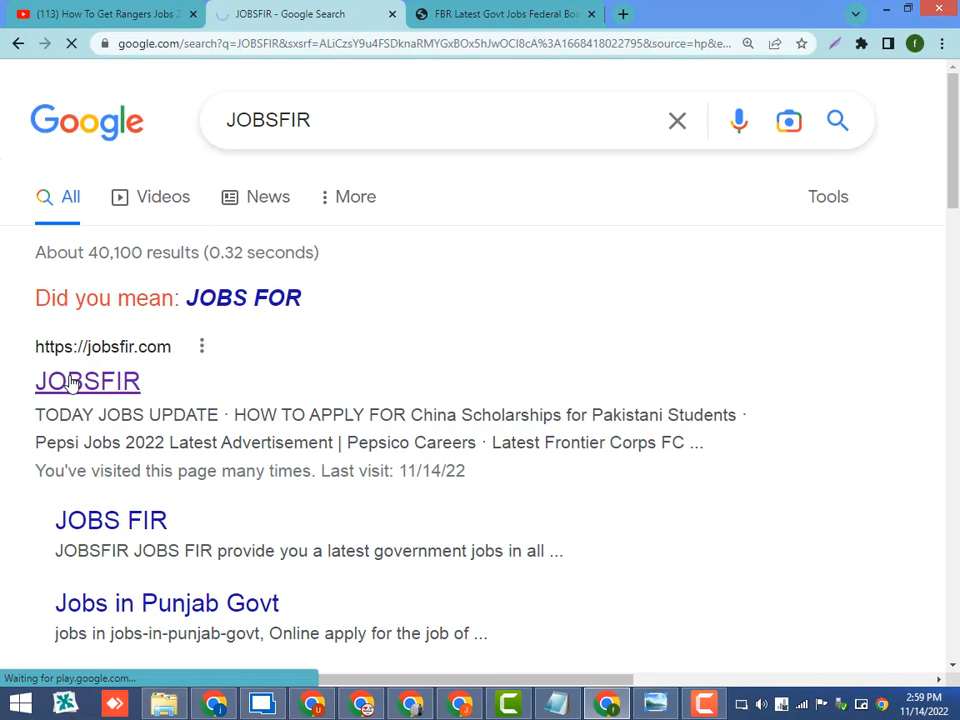 (113) How To Get Rangers Jobs 2
JOBSFIR - Google Search
FBR Latest Govt Jobs Federal Boa
google.com/search?q=JOBSFIR&sxsrf=ALiCzsY9u4FSDknaRMYGxBOx5hJwOCI8cA%3A1668418022795&source=hp&e...
f
Google
JOBSFIR
All
Videos
News
More
Tools
About 40,100 results (0.32 seconds)
Did you mean: JOBS FOR
https://jobsfir.com
JOBSFIR
TODAY JOBS UPDATE · HOW TO APPLY FOR China Scholarships for Pakistani Students ·
Pepsi Jobs 2022 Latest Advertisement | Pepsico Careers · Latest Frontier Corps FC ...
You've visited this page many times. Last visit: 11/14/22
JOBS FIR
JOBSFIR JOBS FIR provide you a latest government jobs in all ...
Jobs in Punjab Govt
jobs in jobs-in-punjab-govt, Online apply for the job of ...
Waiting for play.google.com...
2:59 PM
11/14/2022